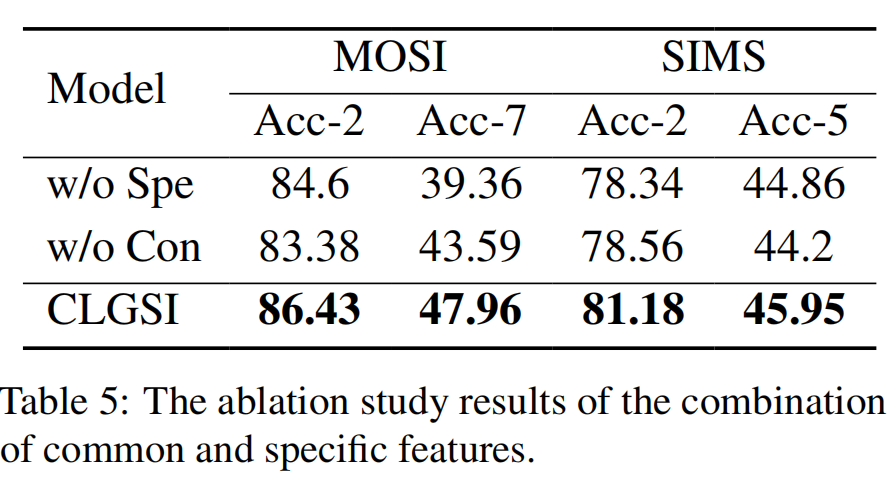 Model MOSI SIMS
Acc-2 Acc-7 Acc-2 Acc-5
w/o Spe 84.6 39.36 78.34 44.86
w/o Con 83.38 43.59 78.56 44.2
CLGSI 86.43 47.96 81.18 45.95
Table 5: The ablation study results of the combination
of common and specific features.